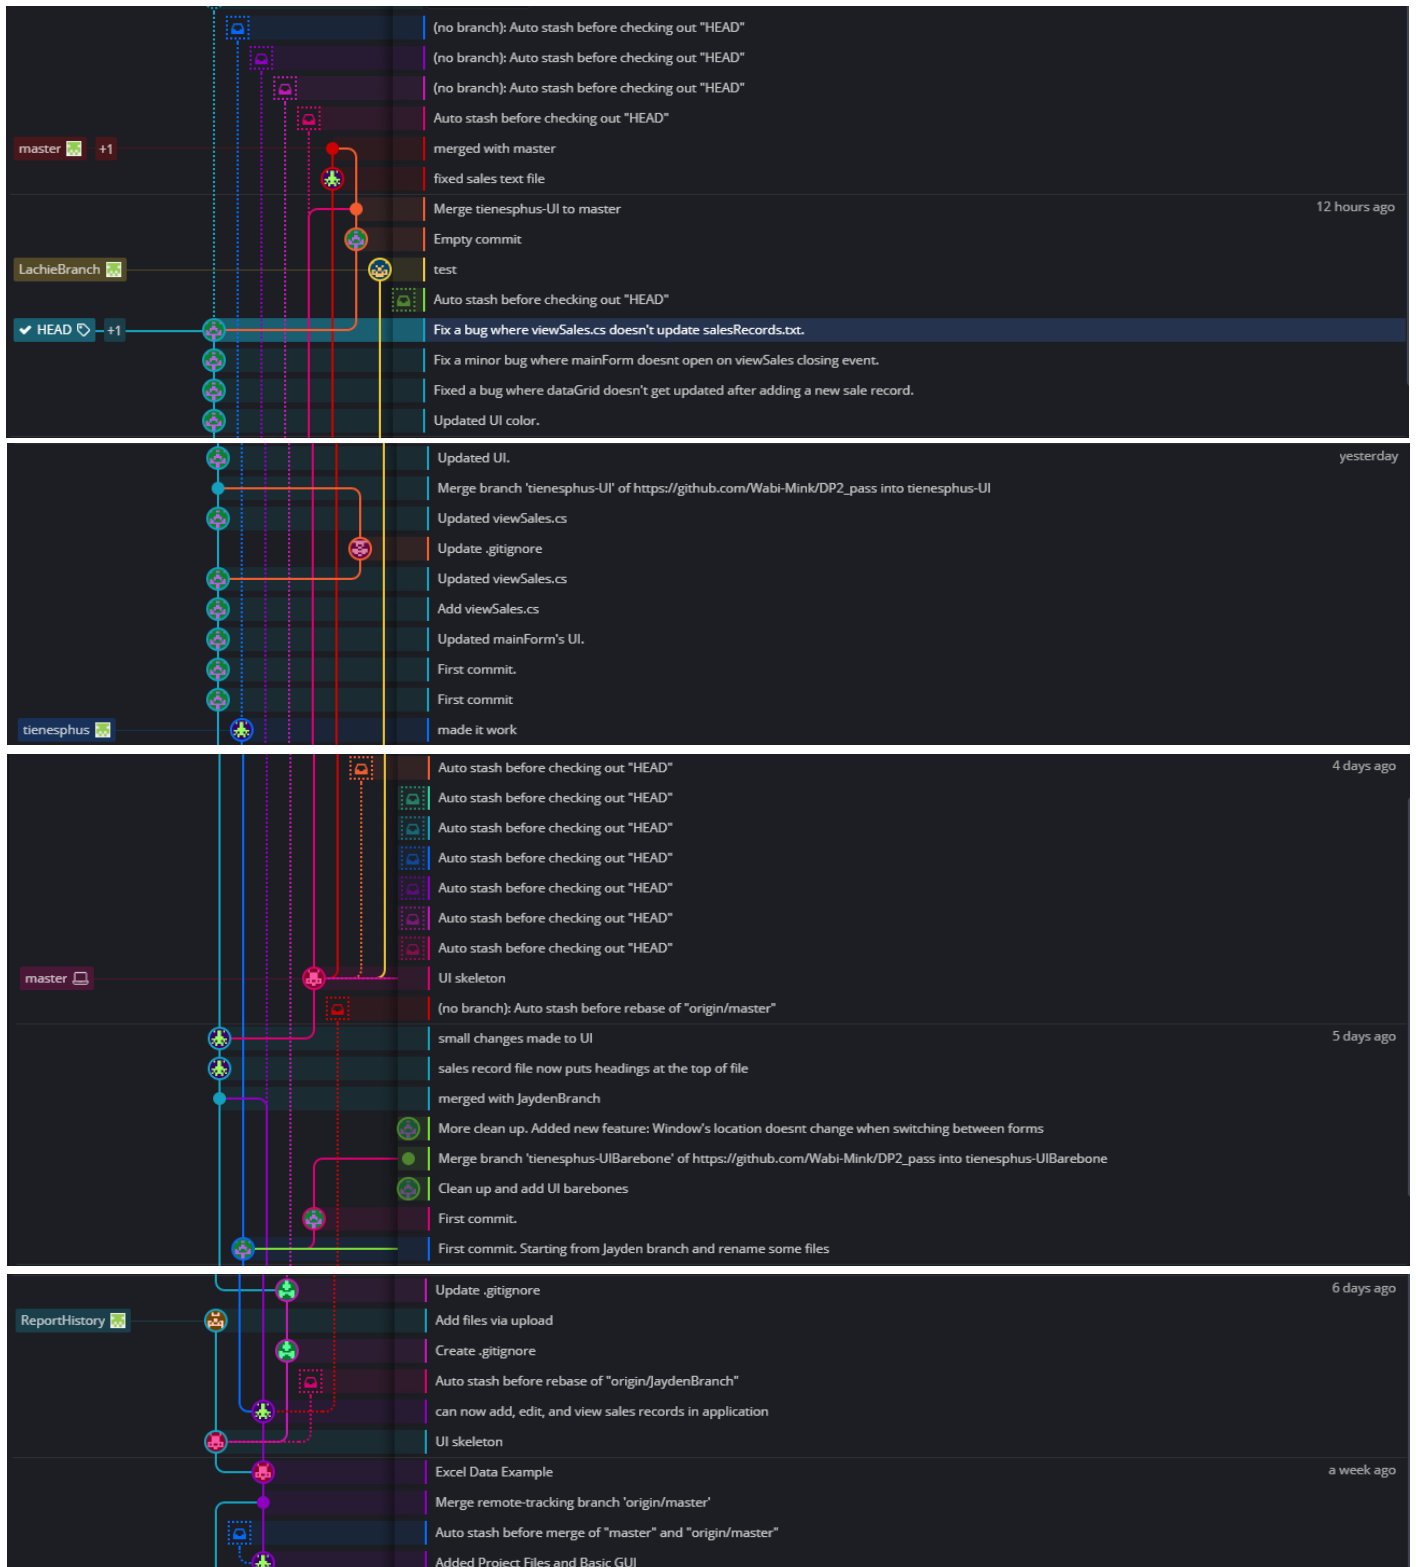 (no branch): Auto stash before checking out "HEAD"
(no branch): Auto stash before checking out "HEAD"
(no branch): Auto stash before checking out "HEAD"
Auto stash before checking out "HEAD"
master +1 merged with master
fixed sales text file
Merge tienesphus-UI to master 12 hours ago
Empty commit
LachieBranch test
Auto stash before checking out "HEAD"
HEAD +1 Fix a bug where viewSales.cs doesn't update salesRecords.txt.
Fix a minor bug where mainForm doesnt open on viewSales closing event.
Fixed a bug where dataGrid doesn't get updated after adding a new sale record.
Updated UI color.
Updated UI. yesterday
Merge branch 'tienesphus-UI' of https://github.com/Wabi-Mink/DP2_pass into tienesphus-UI
Updated viewSales.cs
Update .gitignore
Updated viewSales.cs
Add viewSales.cs
Updated mainForm's UI.
First commit.
First commit
tienesphus made it work
Auto stash before checking out "HEAD" 4 days ago
Auto stash before checking out "HEAD"
Auto stash before checking out "HEAD"
Auto stash before checking out "HEAD"
Auto stash before checking out "HEAD"
Auto stash before checking out "HEAD"
Auto stash before checking out "HEAD"
master UI skeleton
(no branch): Auto stash before rebase of "origin/master"
small changes made to UI 5 days ago
sales record file now puts headings at the top of file
merged with JaydenBranch
More clean up. Added new feature: Window's location doesnt change when switching between forms
Merge branch 'tienesphus-UIBarebone' of https://github.com/Wabi-Mink/DP2_pass into tienesphus-UIBarebone
Clean up and add UI barebones
First commit.
First commit. Starting from Jayden branch and rename some files
Update .gitignore 6 days ago
ReportHistory Add files via upload
Create .gitignore
Auto stash before rebase of "origin/JaydenBranch"
can now add, edit, and view sales records in application
UI skeleton
Excel Data Example a week ago
Merge remote-tracking branch 'origin/master'
Auto stash before merge of "master" and "origin/master"
Added Project Files and Basic GUI